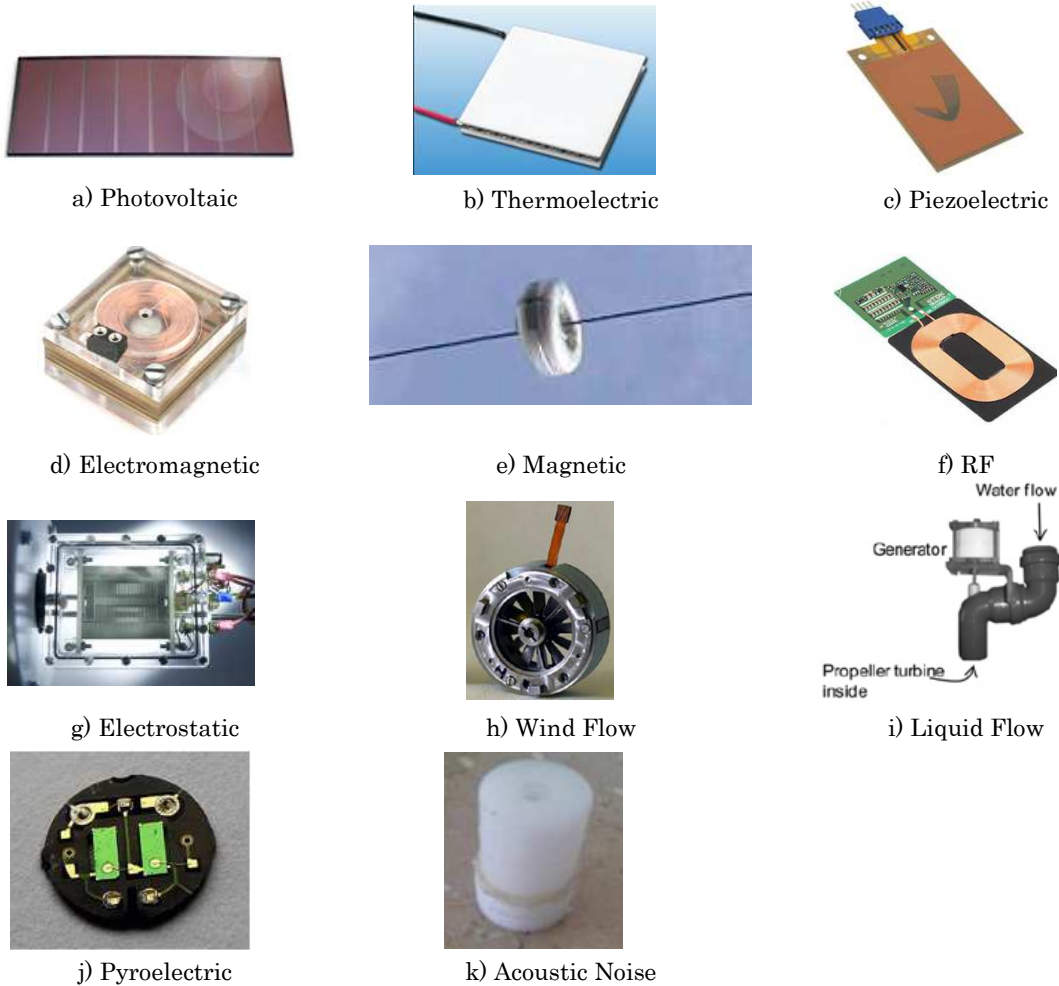 a) Photovoltaic
b) Thermoelectric
c) Piezoelectric
d) Electromagnetic
e) Magnetic
f) RF
Water flow
Generator
Propeller turbine
inside
g) Electrostatic
h) Wind Flow
i) Liquid Flow
j) Pyroelectric
k) Acoustic Noise